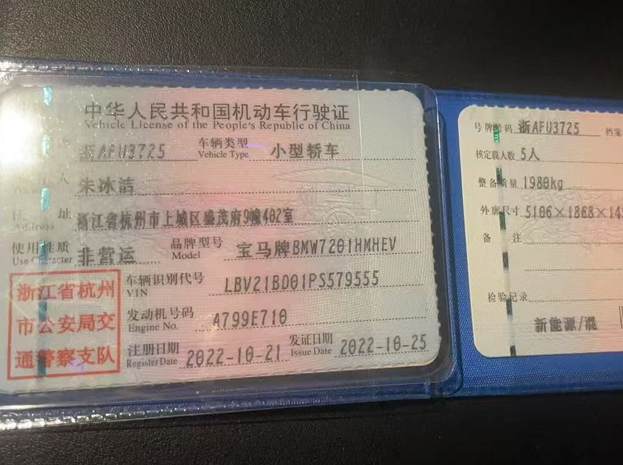 中华人民共和国机动车行驶证
Vehicle License of the People's Republic of China
浙AFU3725 车辆类型 Vehicle Type 小型轿车
人 朱冰洁
址 Address 浙江省杭州市上城区 府9幢402室
使用性质 Use Character 非营运 品牌型号 Model 宝马牌BMW7201HMHEV
浙江省杭州市公安局交通警察支队
车辆识别代号 VIN LBV21BD01PS579555
发动机号码 Engine No. A799E710
注册日期 Register Date 2022-10-21 发证日期 Issue Date 2022-10-25
号牌号码 浙AFU3725 档案
核定载人数 5人
整备质量 1980kg
外廓尺寸 5106×1868×14
备 注
检验记录
新能源/混